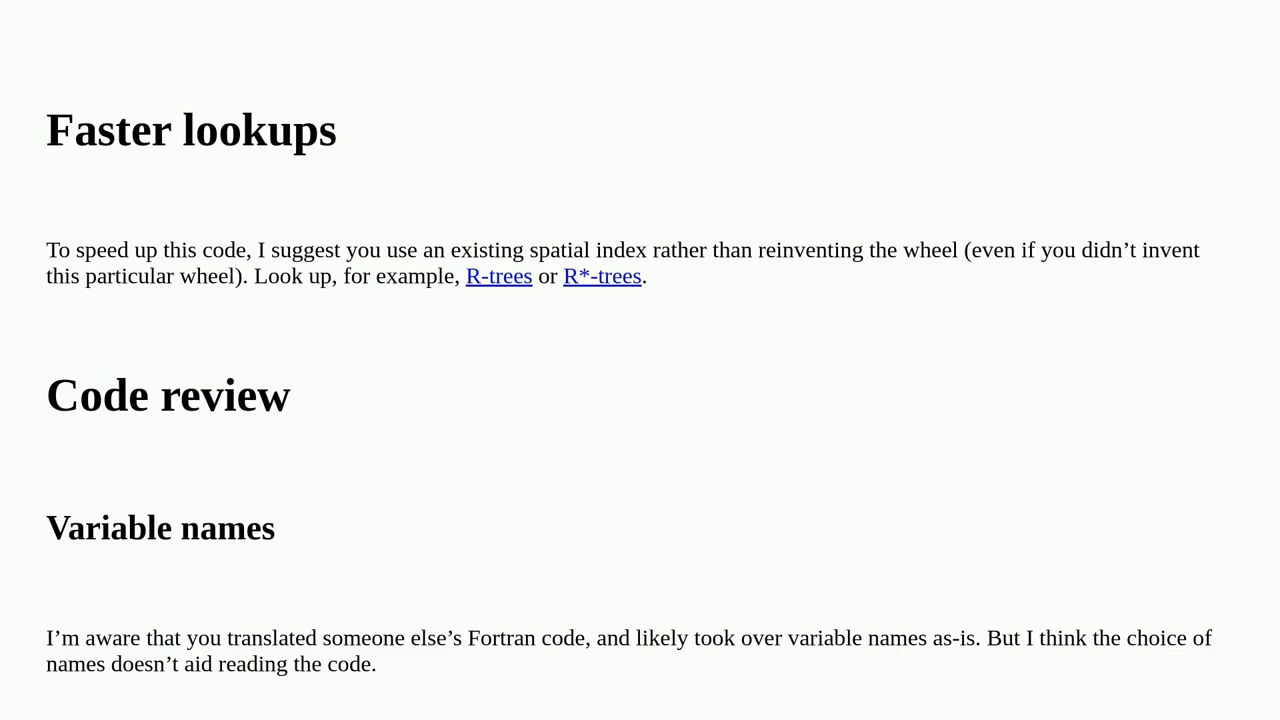 Faster lookups
To speed up this code, I suggest you use an existing spatial index rather than reinventing the wheel (even if you didn’t invent
this particular wheel). Look up, for example, R-trees or R*-trees.
Code review
Variable names
I’m aware that you translated someone else’s Fortran code, and likely took over variable names as-is. But I think the choice of
names doesn’t aid reading the code.